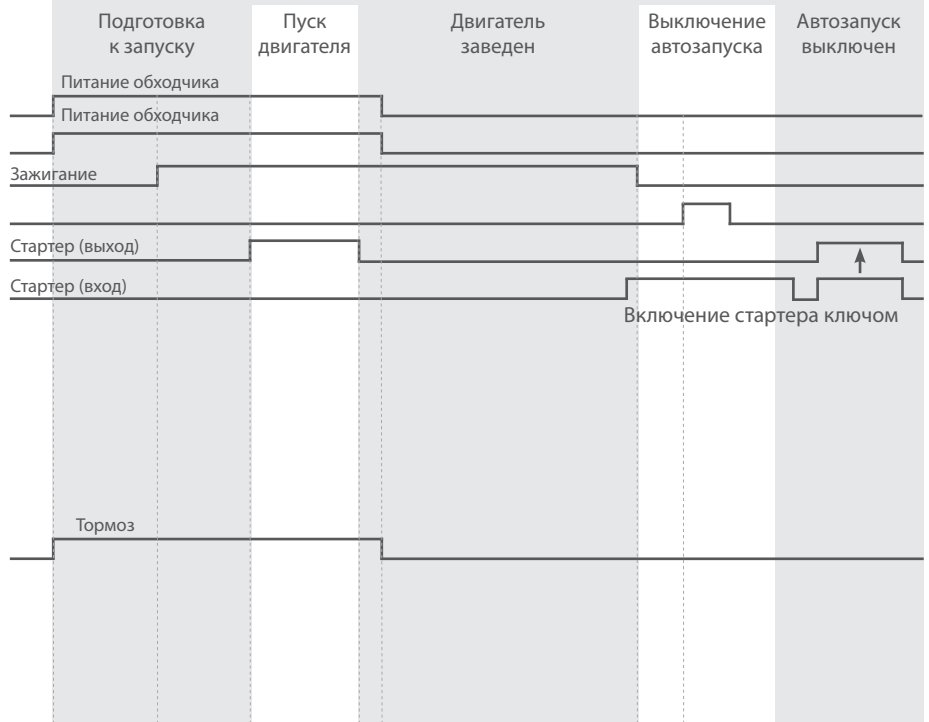 Подготовка
к запуску
Пуск
двигателя
Двигатель
заведен
Выключение
автозапуска
Автозапуск
выключен
Питание обходчика
Питание обходчика
Зажигание
Стартер (выход)
Стартер (вход)
Включение стартера ключом
Тормоз